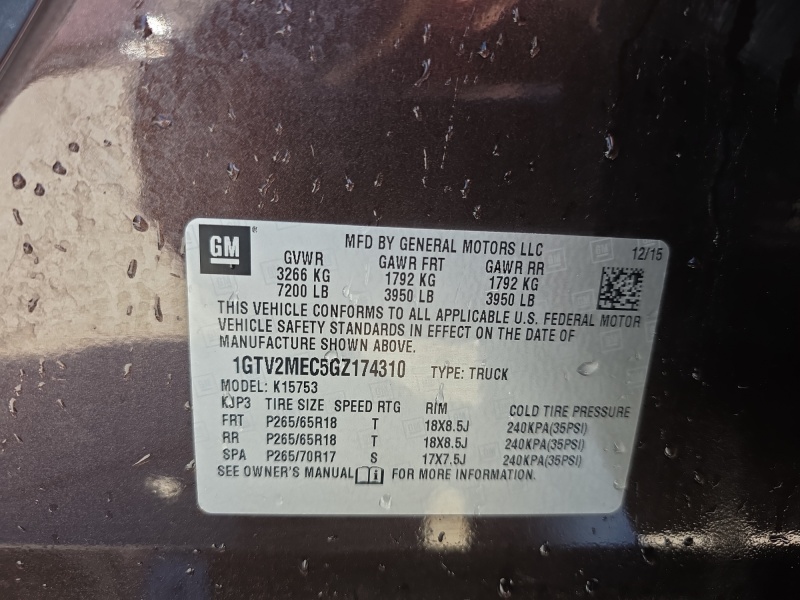 GM
MFD BY GENERAL MOTORS LLC 12/15
GVWR GAWR FRT GAWR RR
3266 KG 1792 KG 1792 KG
7200 LB 3950 LB 3950 LB
THIS VEHICLE CONFORMS TO ALL APPLICABLE U.S. FEDERAL MOTOR
VEHICLE SAFETY STANDARDS IN EFFECT ON THE DATE OF
MANUFACTURE SHOWN ABOVE.
1GTV2MEC5GZ174310 TYPE: TRUCK
MODEL: K15753
KJP3 TIRE SIZE SPEED RTG RIM COLD TIRE PRESSURE
FRT P265/65R18 T 18X8.5J 240KPA(35PSI)
RR P265/65R18 T 18X8.5J 240KPA(35PSI)
SPA P265/70R17 S 17X7.5J 240KPA(35PSI)
SEE OWNER'S MANUAL FOR MORE INFORMATION.